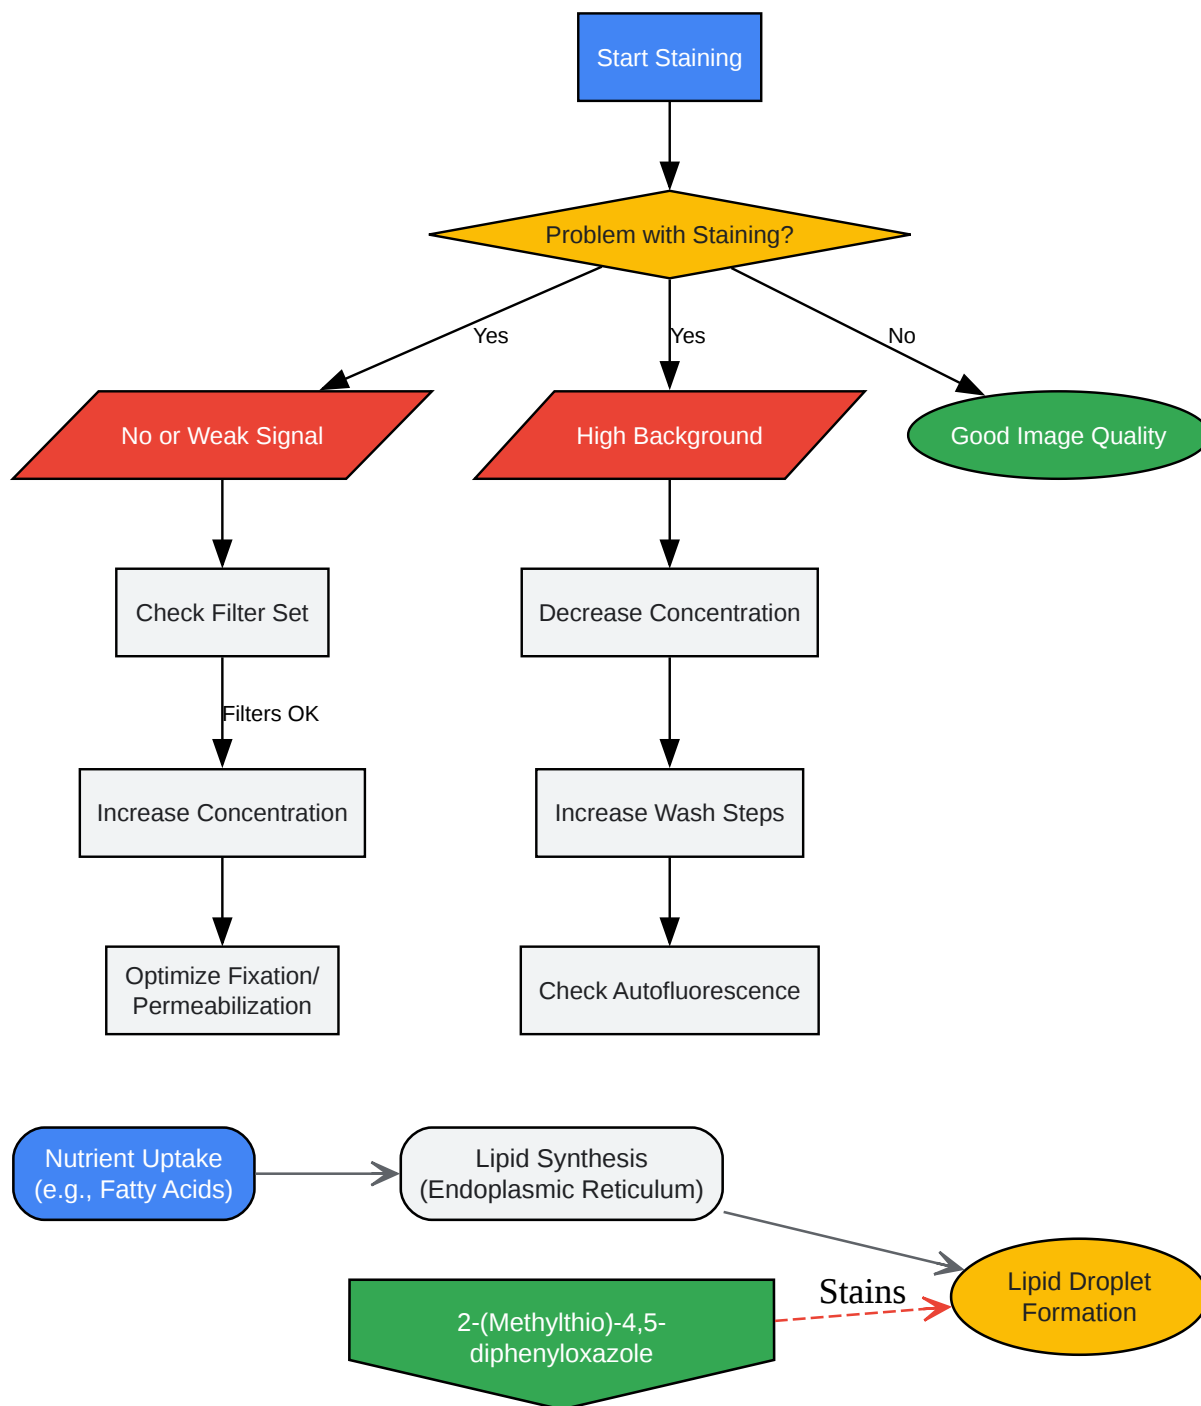 Start Staining
Problem with Staining?
Yes
Yes
No
No or Weak Signal
High Background
Good Image Quality
Check Filter Set
Decrease Concentration
Filters OK
Increase Concentration
Increase Wash Steps
Optimize Fixation/
Permeabilization
Check Autofluorescence
Nutrient Uptake
(e.g., Fatty Acids)
Lipid Synthesis
(Endoplasmic Reticulum)
Stains
Lipid Droplet
Formation
2-(Methylthio)-4,5-
diphenyloxazole